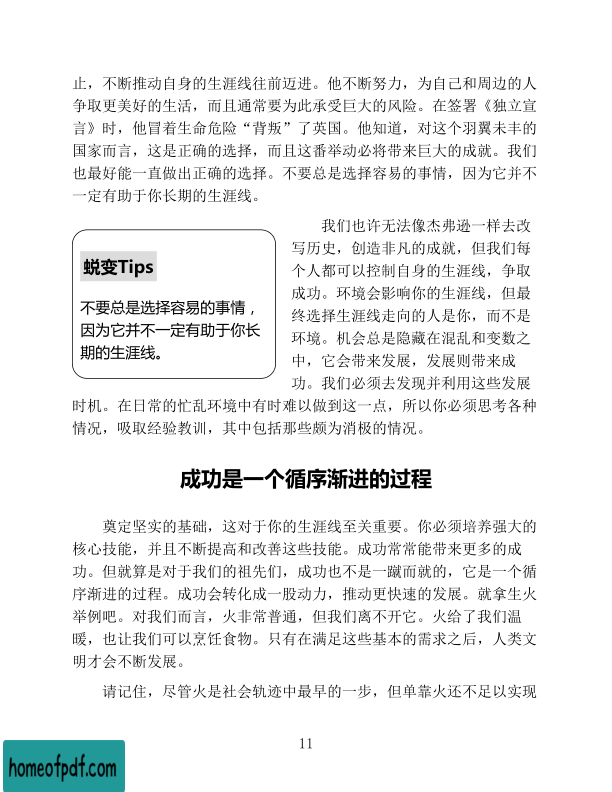 止，不断推动自身的生涯线往前迈进。他不断努力，为自己和周边的人
争取更美好的生活，而且通常要为此承受巨大的风险。在签署《独立宣
言》时，他冒着生命危险“背叛”了英国。他知道，对这个羽翼未丰的
国家而言，这是正确的选择，而且这番举动必将带来巨大的成就。我们
也最好能一直做出正确的选择。不要总是选择容易的事情，因为它并不
一定有助于你长期的生涯线。
蜕变Tips
不要总是选择容易的事情，
因为它并不一定有助于你长
期的生涯线。
我们也许无法像杰弗逊一样去改
写历史，创造非凡的成就，但我们每
个人都可以控制自身的生涯线，争取
成功。环境会影响你的生涯线，但最
终选择生涯线走向的人是你，而不是
环境。机会总是隐藏在混乱和变数之
中，它会带来发展，发展则带来成
功。我们必须去发现并利用这些发展
时机。在日常的忙乱环境中有时难以做到这一点，所以你必须思考各种
情况，吸取经验教训，其中包括那些颇为消极的情况。
成功是一个循序渐进的过程
奠定坚实的基础，这对于你的生涯线至关重要。你必须培养强大的
核心技能，并且不断提高和改善这些技能。成功常常能带来更多的成
功。但就算是对于我们的祖先们，成功也不是一蹴而就的，它是一个循
序渐进的过程。成功会转化成一股动力，推动更快速的发展。就拿生火
举例吧。对我们而言，火非常普通，但我们离不开它。火给了我们温
暖，也让我们可以烹饪食物。只有在满足这些基本的需求之后，人类文
明才会不断发展。
请记住，尽管火是社会轨迹中最早的一步，但单靠火还不足以实现
11
homeofpdf.com